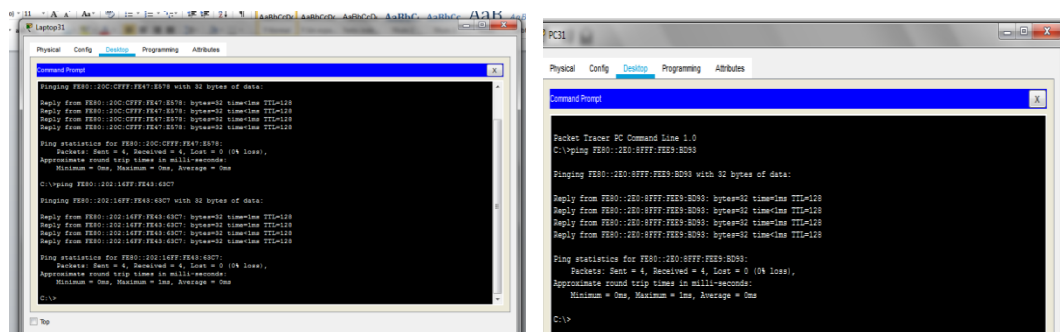 Laptop31
Physical Config Desktop Programming Attributes
Command Prompt X
Pinging FE80::20C:CFFF:FE47:E578 with 32 bytes of data:
Reply from FE80::20C:CFFF:FE47:E578: bytes=32 time<1ms TTL=128
Reply from FE80::20C:CFFF:FE47:E578: bytes=32 time<1ms TTL=128
Reply from FE80::20C:CFFF:FE47:E578: bytes=32 time<1ms TTL=128
Reply from FE80::20C:CFFF:FE47:E578: bytes=32 time<1ms TTL=128
Ping statistics for FE80::20C:CFFF:FE47:E578:
Packets: Sent = 4, Received = 4, Lost = 0 (0% loss),
Approximate round trip times in milli-seconds:
Minimum = 0ms, Maximum = 0ms, Average = 0ms
C:\>ping FE80::202:16FF:FE43:63C7
Pinging FE80::202:16FF:FE43:63C7 with 32 bytes of data:
Reply from FE80::202:16FF:FE43:63C7: bytes=32 time=1ms TTL=128
Reply from FE80::202:16FF:FE43:63C7: bytes=32 time<1ms TTL=128
Reply from FE80::202:16FF:FE43:63C7: bytes=32 time<1ms TTL=128
Reply from FE80::202:16FF:FE43:63C7: bytes=32 time<1ms TTL=128
Ping statistics for FE80::202:16FF:FE43:63C7:
Packets: Sent = 4, Received = 4, Lost = 0 (0% loss),
Approximate round trip times in milli-seconds:
Minimum = 0ms, Maximum = 1ms, Average = 0ms
C:\>
Top
PC31
Physical Config Desktop Programming Attributes
Command Prompt X
Packet Tracer PC Command Line 1.0
C:\>ping FE80::2E0:8FFF:FEE9:BD93
Pinging FE80::2E0:8FFF:FEE9:BD93 with 32 bytes of data:
Reply from FE80::2E0:8FFF:FEE9:BD93: bytes=32 time=1ms TTL=128
Reply from FE80::2E0:8FFF:FEE9:BD93: bytes=32 time<1ms TTL=128
Reply from FE80::2E0:8FFF:FEE9:BD93: bytes=32 time<1ms TTL=128
Reply from FE80::2E0:8FFF:FEE9:BD93: bytes=32 time<1ms TTL=128
Ping statistics for FE80::2E0:8FFF:FEE9:BD93:
Packets: Sent = 4, Received = 4, Lost = 0 (0% loss),
Approximate round trip times in milli-seconds:
Minimum = 0ms, Maximum = 1ms, Average = 0ms
C:\>